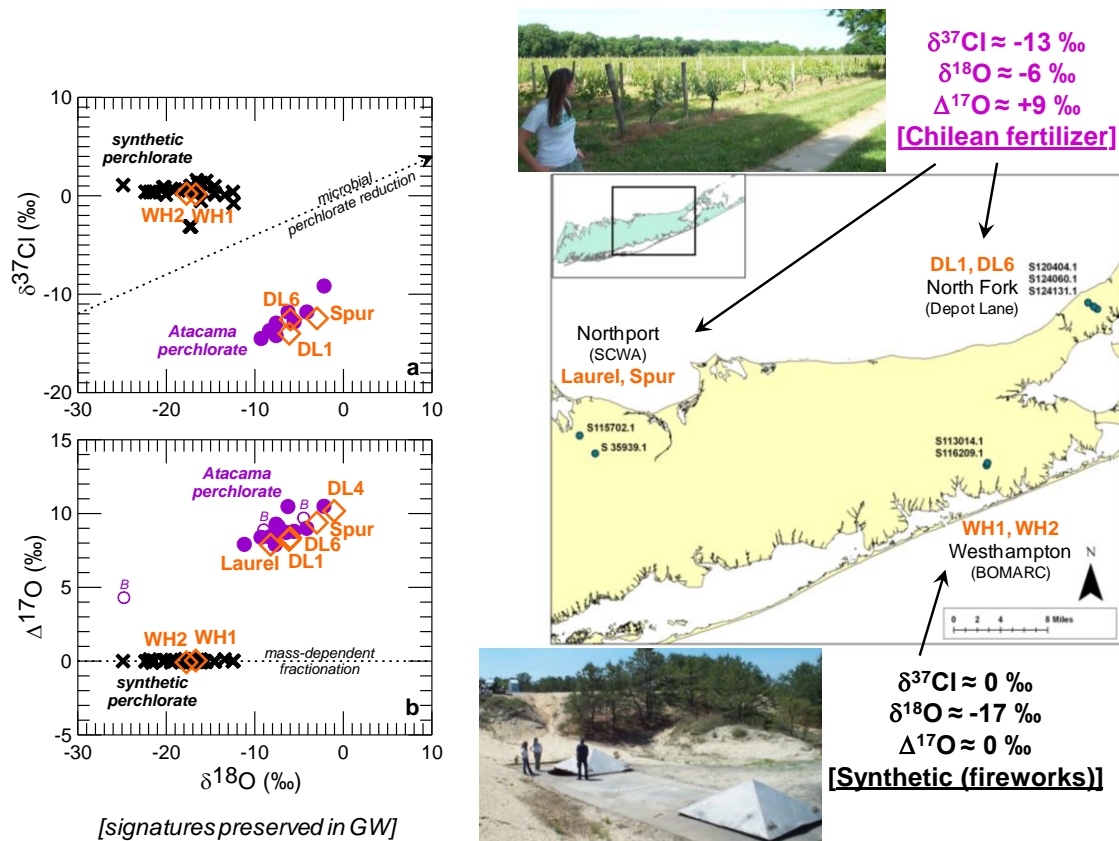 10
0
-10
-20
-30
-20
-10
0
10
δ³⁷Cl (‰)
synthetic
perchlorate
WH2
WH1
microbial
perchlorate reduction
DL6
Spur
DL1
Atacama
perchlorate
a
15
10
5
0
-5
-30
-20
-10
0
10
Δ¹⁷O (‰)
δ¹⁸O (‰)
Atacama
perchlorate
DL4
B
B
Spur
DL6
Laurel
DL1
B
WH2
WH1
mass-dependent
fractionation
synthetic
perchlorate
b
[signatures preserved in GW]
δ³⁷Cl ≈ -13 ‰
δ¹⁸O ≈ -6 ‰
Δ¹⁷O ≈ +9 ‰
[Chilean fertilizer]
DL1, DL6
North Fork
(Depot Lane)
S120404.1
S124060.1
S124131.1
Northport
(SCWA)
Laurel, Spur
S115702.1
S 35939.1
S113014.1
S116209.1
WH1, WH2
Westhampton
(BOMARC)
N
0 2 4 8 Miles
δ³⁷Cl ≈ 0 ‰
δ¹⁸O ≈ -17 ‰
Δ¹⁷O ≈ 0 ‰
[Synthetic (fireworks)]